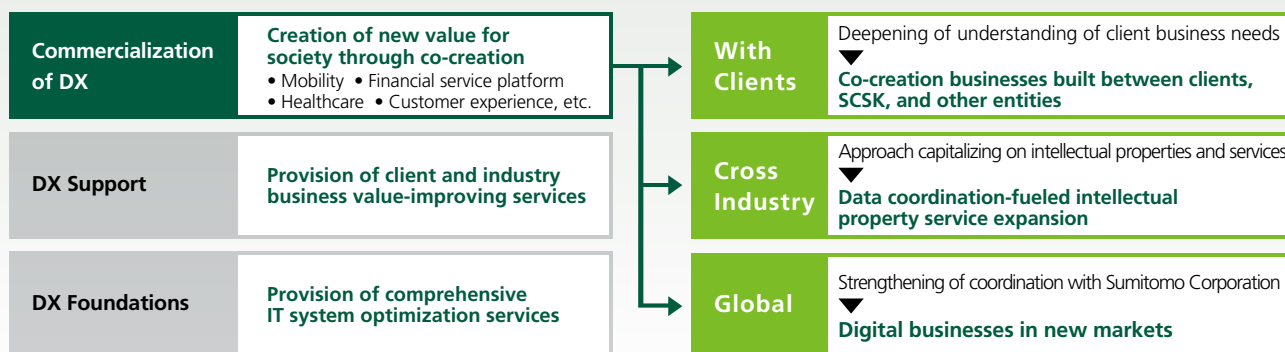 Commercialization
of DX
Creation of new value for
society through co-creation
• Mobility • Financial service platform
• Healthcare • Customer experience, etc.
DX Support
Provision of client and industry
business value-improving services
DX Foundations
Provision of comprehensive
IT system optimization services
With
Clients
Deepening of understanding of client business needs
Co-creation businesses built between clients,
SCSK, and other entities
Cross
Industry
Approach capitalizing on intellectual properties and services
Data coordination-fueled intellectual
property service expansion
Global
Strengthening of coordination with Sumitomo Corporation
Digital businesses in new markets